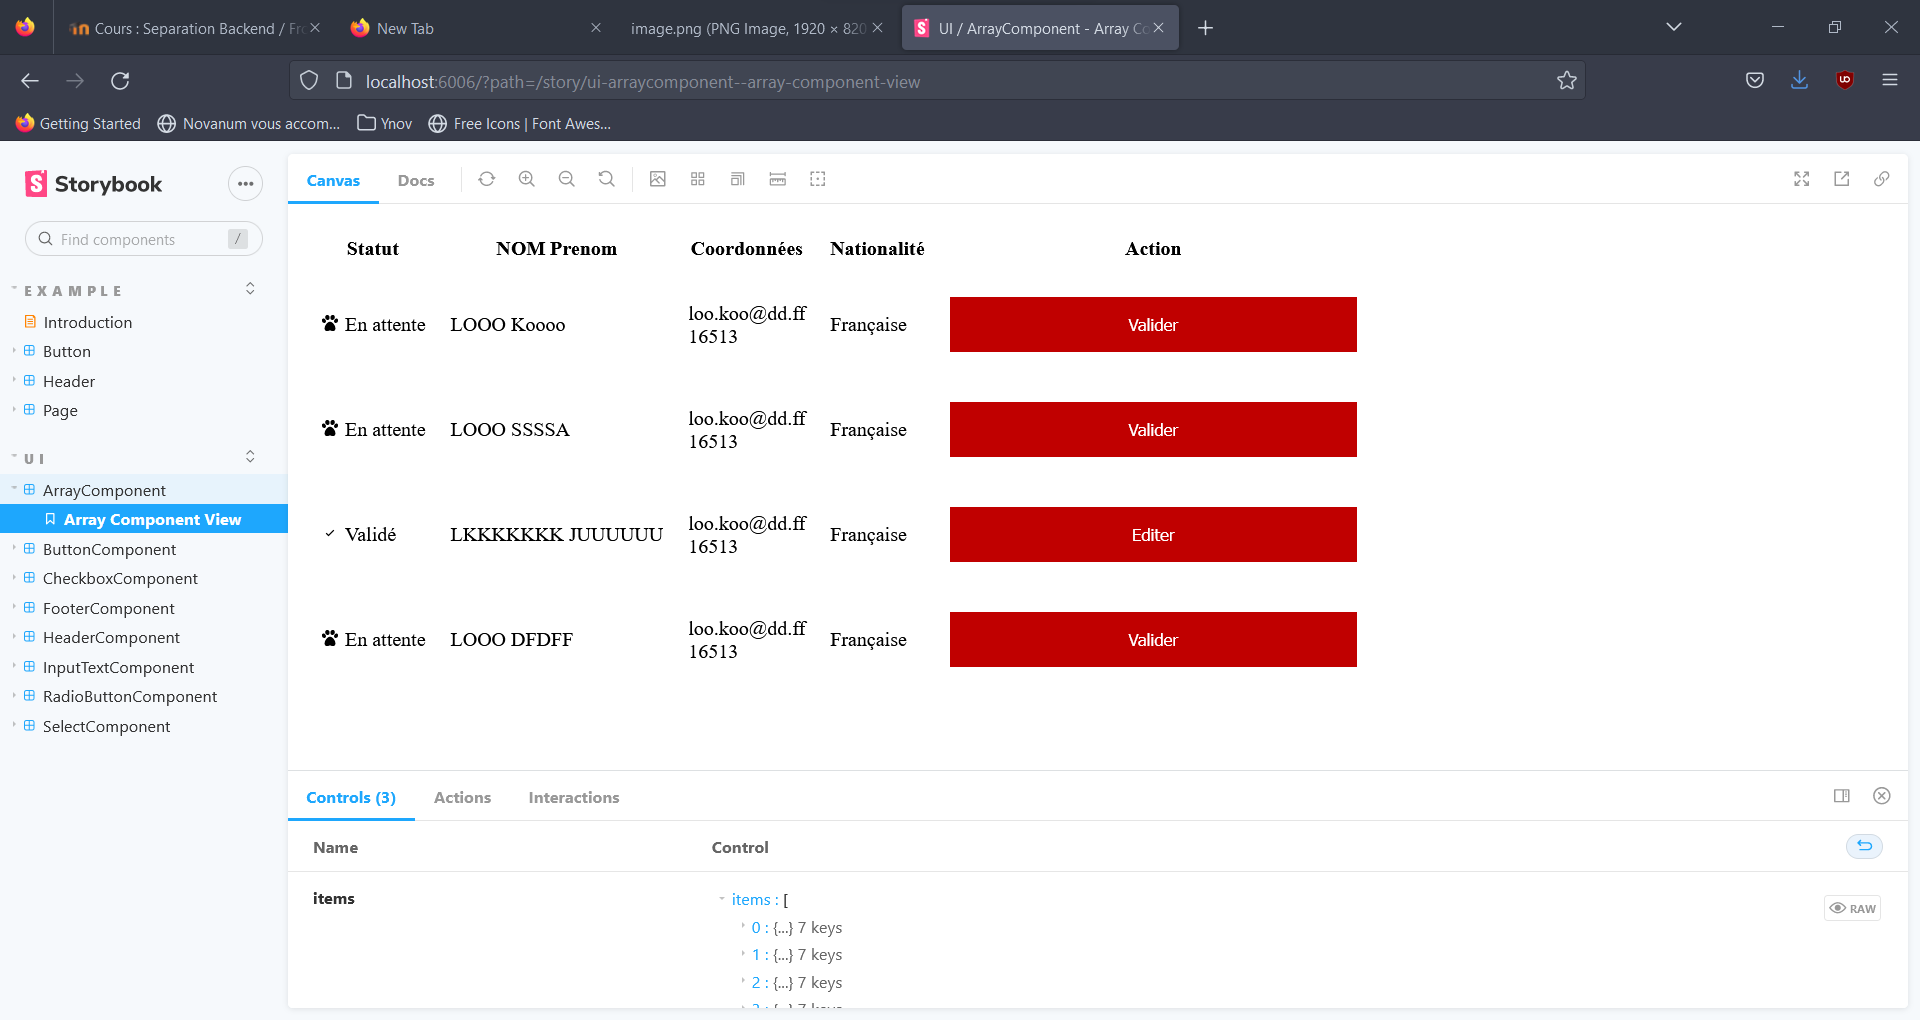 Cours : Separation Backend / Fro
New Tab
image.png (PNG Image, 1920 × 820
UI / ArrayComponent - Array Co
localhost:6006/?path=/story/ui-arraycomponent--array-component-view
Getting Started
Novanum vous accom...
Ynov
Free Icons | Font Awes...
Storybook
Find components
/
EXAMPLE
Introduction
Button
Header
Page
UI
ArrayComponent
Array Component View
ButtonComponent
CheckboxComponent
FooterComponent
HeaderComponent
InputTextComponent
RadioButtonComponent
SelectComponent
Canvas Docs
Statut NOM Prenom Coordonnées Nationalité Action
En attente LOOO Koooo loo.koo@dd.ff Française Valider
16513
En attente LOOO SSSSA loo.koo@dd.ff Française Valider
16513
Validé LKKKKKKK JUUUUUU loo.koo@dd.ff Française Editer
16513
En attente LOOO DFDFF loo.koo@dd.ff Française Valider
16513
Controls (3) Actions Interactions
Name Control
items
items : [
RAW
0 : {...} 7 keys
1 : {...} 7 keys
2 : {...} 7 keys